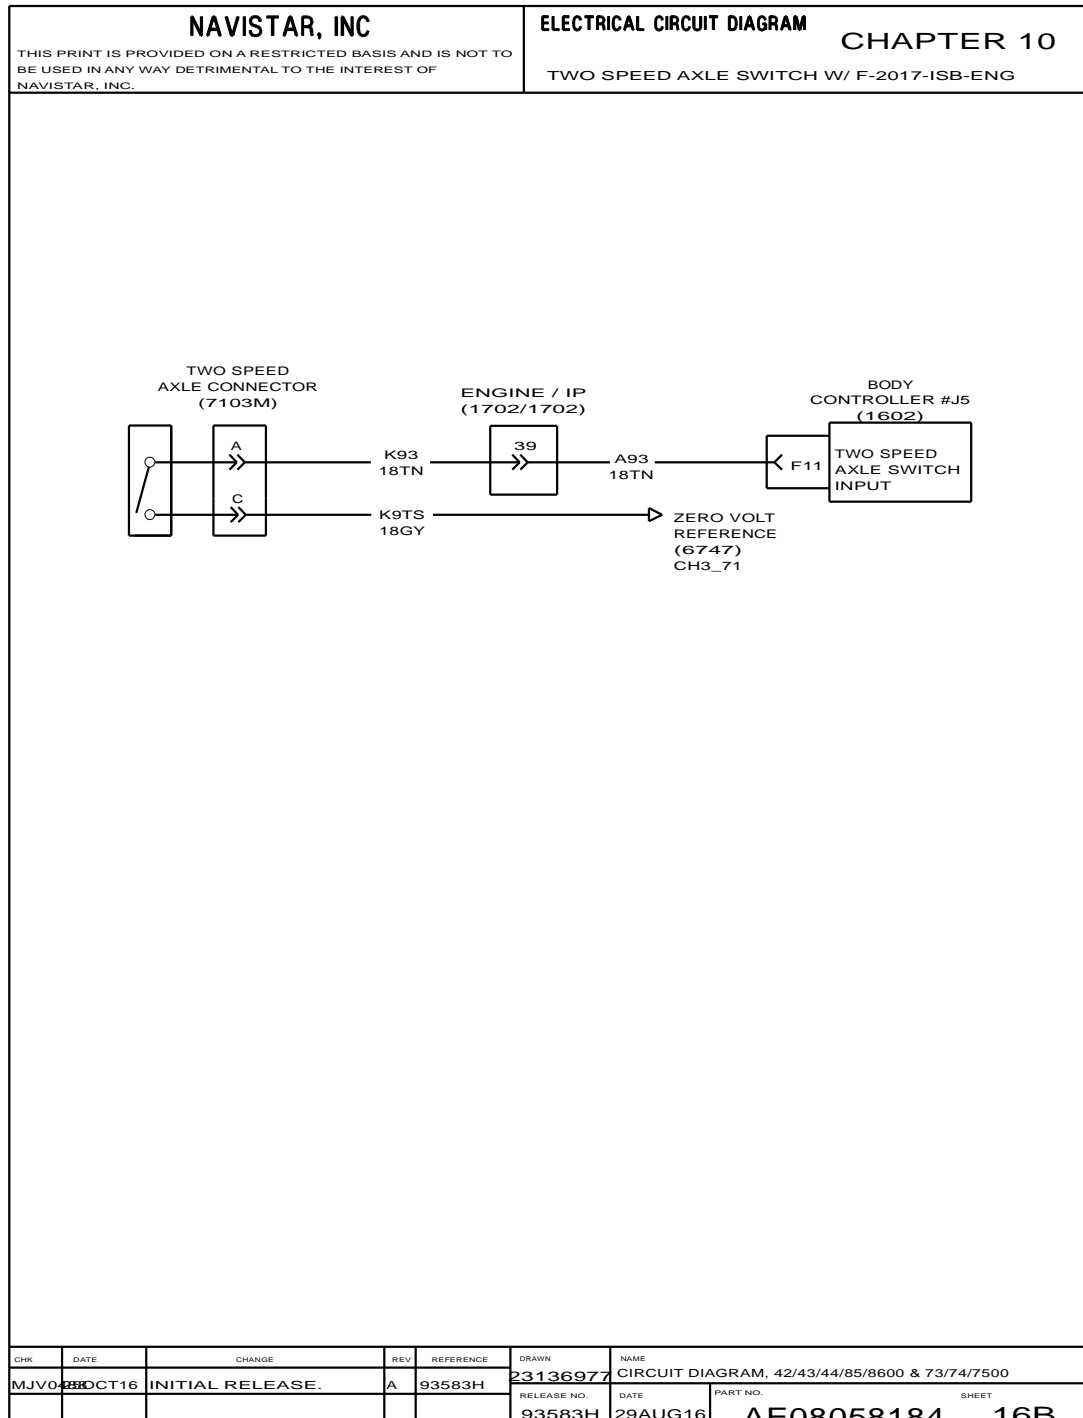 NAVISTAR, INC
THIS PRINT IS PROVIDED ON A RESTRICTED BASIS AND IS NOT TO
BE USED IN ANY WAY DETRIMENTAL TO THE INTEREST OF
NAVISTAR, INC.
ELECTRICAL CIRCUIT DIAGRAM
CHAPTER 10
TWO SPEED AXLE SWITCH W/ F-2017-ISB-ENG
TWO SPEED
AXLE CONNECTOR
(7103M)
A
C
K93
18TN
K9TS
18GY
ENGINE / IP
(1702/1702)
39
A93
18TN
ZERO VOLT
REFERENCE
(6747)
CH3_71
BODY
CONTROLLER #J5
(1602)
F11
TWO SPEED
AXLE SWITCH
INPUT
CHK DATE CHANGE REV REFERENCE
OCT16 INITIAL RELEASE. A 93583H
DRAWN
23136977
NAME
CIRCUIT DIAGRAM, 42/43/44/85/8600 & 73/74/7500
RELEASE NO. DATE PART NO. SHEET
93583H 29AUG16 AE08058184 16B